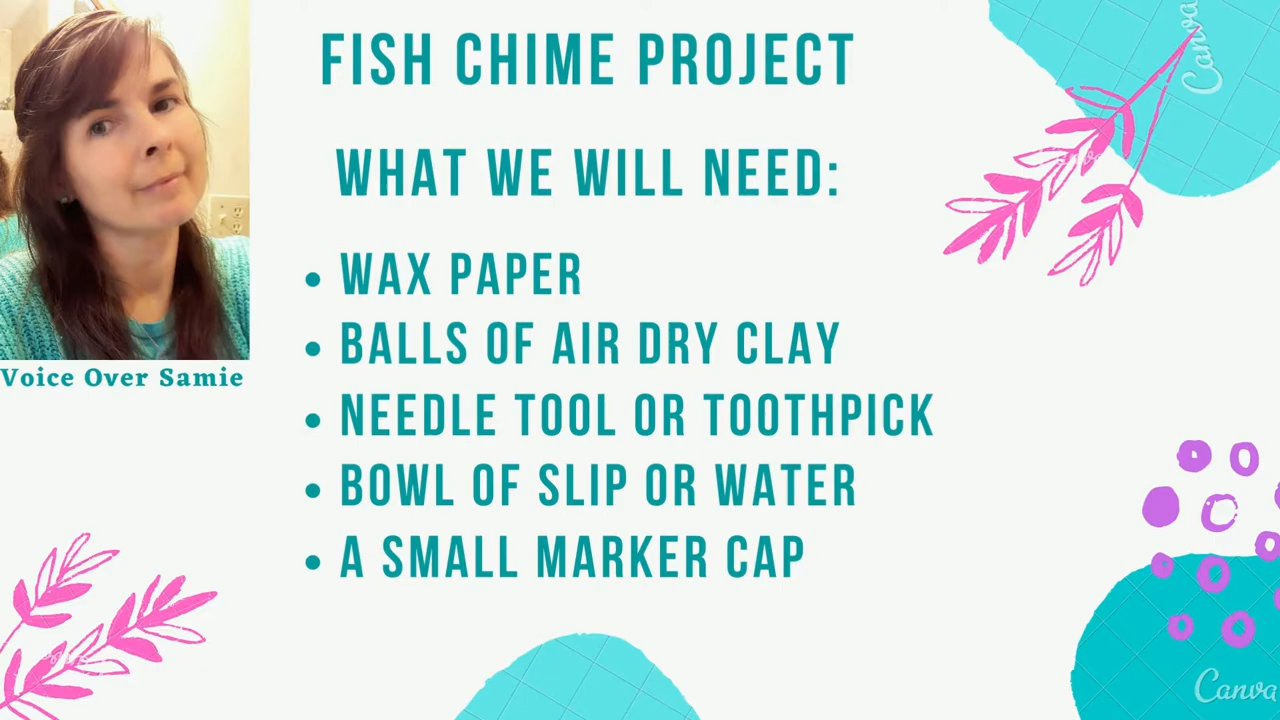 FISH CHIME PROJECT
WHAT WE WILL NEED:
• WAX PAPER
• BALLS OF AIR DRY CLAY
• NEEDLE TOOL OR TOOTHPICK
• BOWL OF SLIP OR WATER
• A SMALL MARKER CAP
Voice Over Samie
Canva
Canva